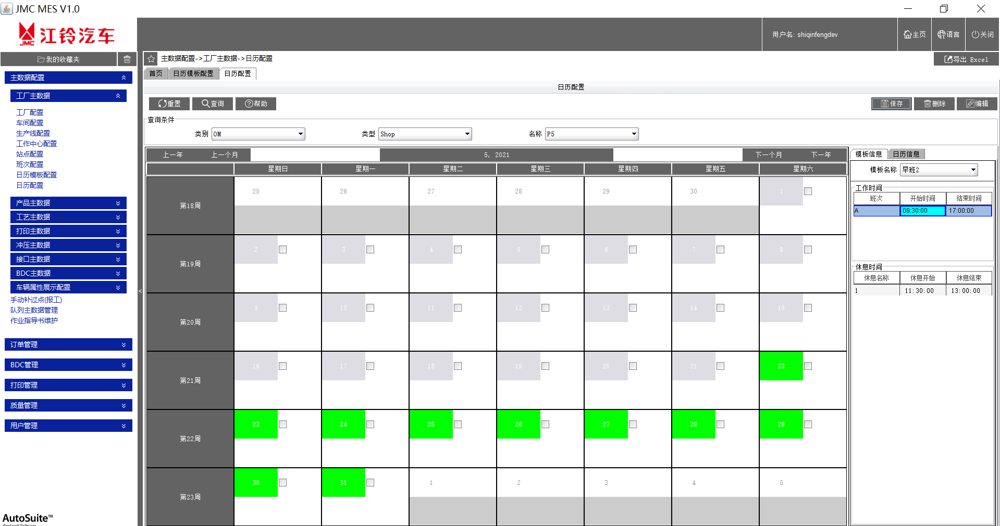 JMC MES V1.0
JMC 江铃汽车
用户名: shiqinfengdev
主页
语言
关闭
我的收藏夹
主数据配置->工厂主数据->日历配置
导出 Excel
首页
日历模板配置
日历配置
日历配置
重置
查询
帮助
保存
删除
编辑
查询条件
类别 OM
类型 Shop
名称 P5
主数据配置
工厂主数据
工厂配置
车间配置
生产线配置
工作中心配置
站点配置
班次配置
日历模板配置
日历配置
产品主数据
工艺主数据
打印主数据
冲压主数据
接口主数据
BDC主数据
车辆属性展示配置
手动补过点(报工)
队列主数据管理
作业指导书维护
订单管理
BDC管理
打印管理
质量管理
用户管理
AutoSuite™
Rockwell Software
<
上一年 上一个月 5, 2021 下一个月 下一年
星期日 星期一 星期二 星期三 星期四 星期五 星期六
第18周 25 26 27 28 29 30 1
第19周 2 3 4 5 6 7 8
第20周 9 10 11 12 13 14 15
第21周 16 17 18 19 20 21 22
第22周 23 24 25 26 27 28 29
第23周 30 31 1 2 3 4 5
模板信息 日历信息
模板名称 早班2
工作时间
班次 开始时间 结束时间
A 08:30:00 17:00:00
休息时间
休息名称 休息开始 休息结束
1 11:30:00 13:00:00